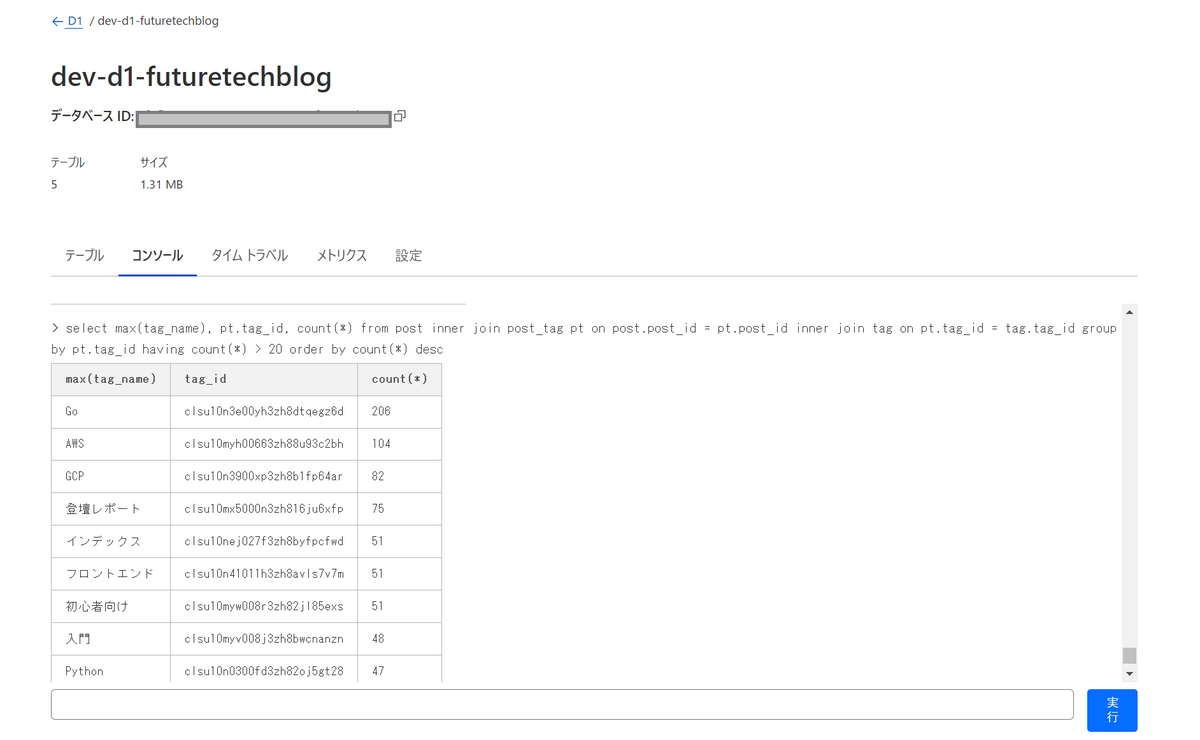 ← D1 / dev-d1-futuretechblog
dev-d1-futuretechblog
データベース ID:
テーブル サイズ
5 1.31 MB
テーブル コンソール タイム トラベル メトリクス 設定
> select max(tag_name), pt.tag_id, count(*) from post inner join post_tag pt on post.post_id = pt.post_id inner join tag on pt.tag_id = tag.tag_id group
by pt.tag_id having count(*) > 20 order by count(*) desc
max(tag_name) tag_id count(*)
Go clsu10n3e00yh3zh8dtqegz6d 206
AWS clsu10myh00663zh88u93c2bh 104
GCP clsu10n3900xp3zh8b1fp64ar 82
登壇レポート clsu10mx5000n3zh816ju6xfp 75
インデックス clsu10nej027f3zh8byfpcfwd 51
フロントエンド clsu10n41011h3zh8avls7v7m 51
初心者向け clsu10myw008r3zh82jl85exs 51
入門 clsu10myv008j3zh8bwcnanzn 48
Python clsu10n0300fd3zh82oj5gt28 47
実
行